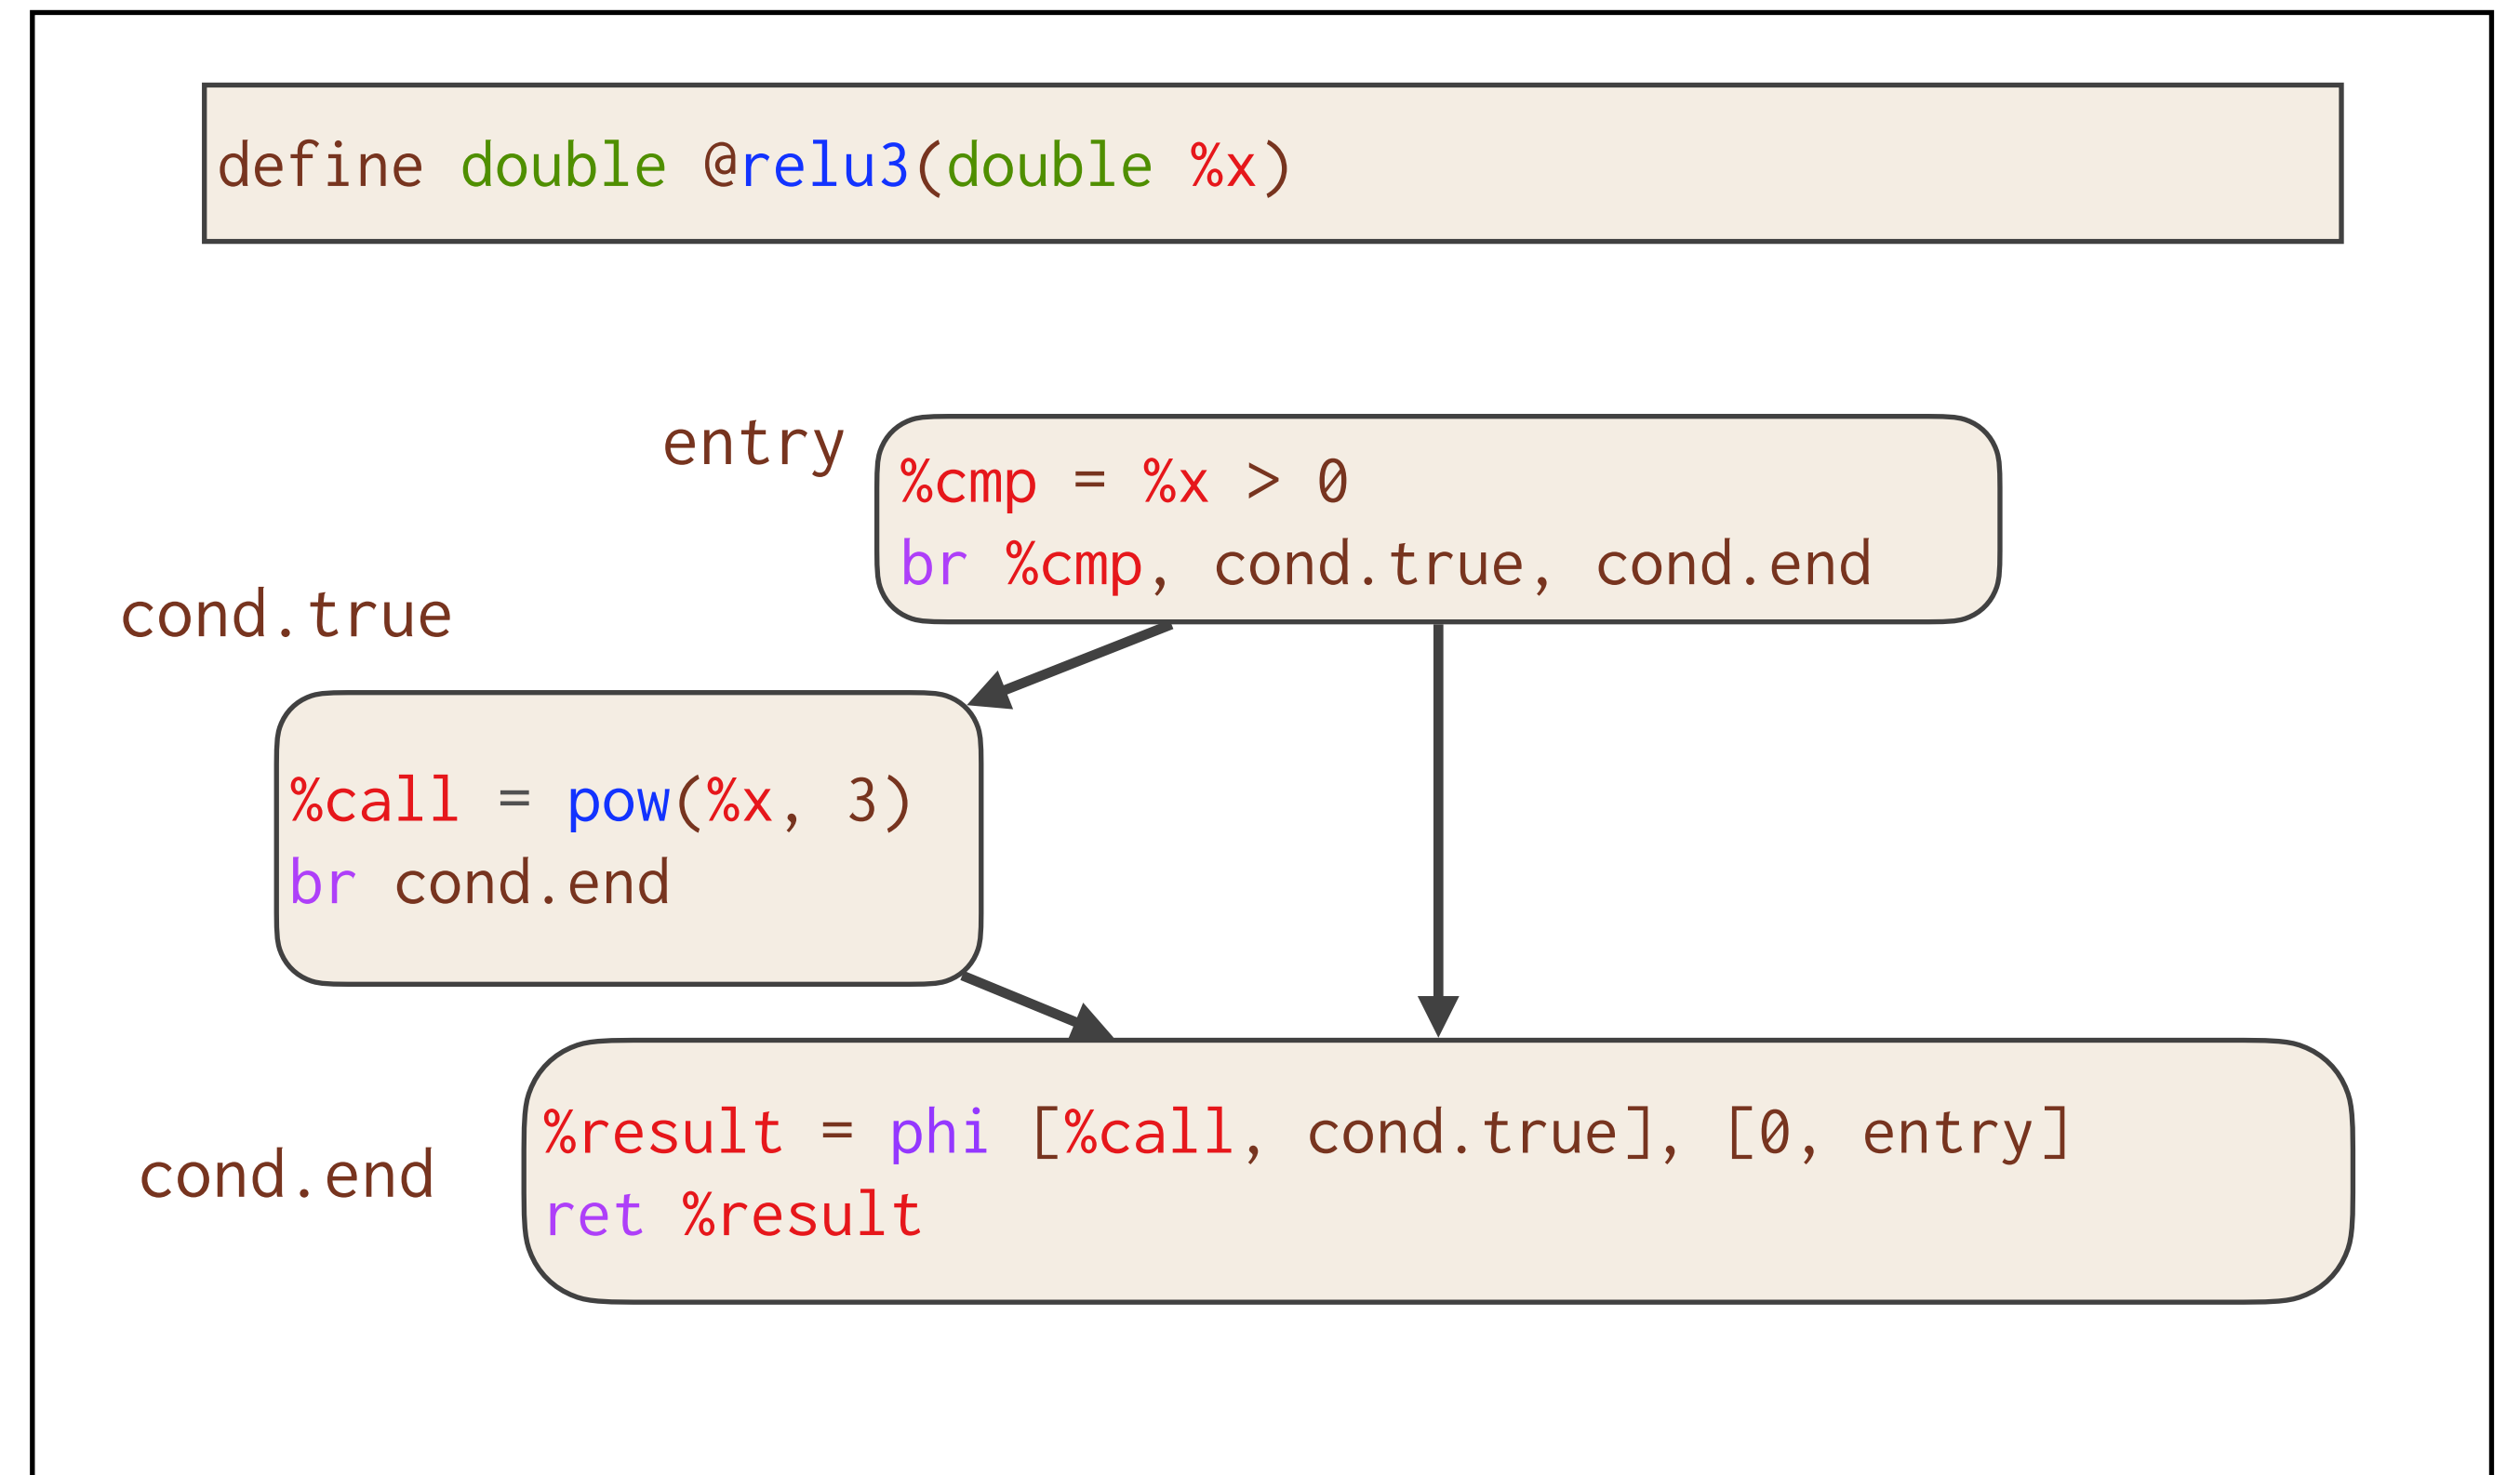 define double @relu3(double %x)
entry
%cmp = %x > 0
br %cmp, cond.true, cond.end
cond.true
%call = pow(%x, 3)
br cond.end
cond.end
%result = phi [%call, cond.true], [0, entry]
ret %result